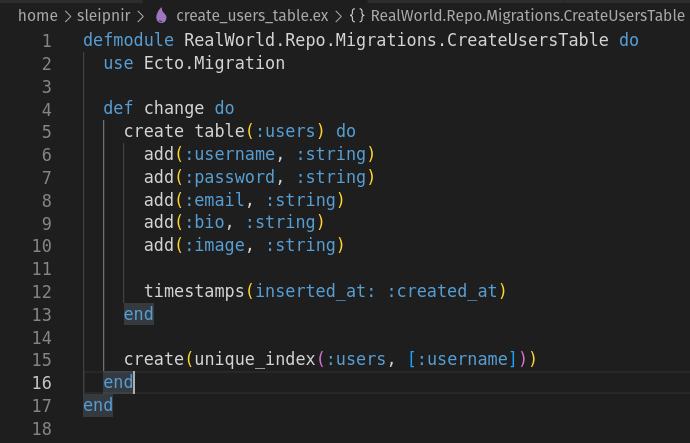 home > sleipnir > create_users_table.ex > {} RealWorld.Repo.Migrations.CreateUsersTable
1 defmodule RealWorld.Repo.Migrations.CreateUsersTable do
2   use Ecto.Migration
3
4   def change do
5     create table(:users) do
6       add(:username, :string)
7       add(:password, :string)
8       add(:email, :string)
9       add(:bio, :string)
10       add(:image, :string)
11
12       timestamps(inserted_at: :created_at)
13     end
14
15     create(unique_index(:users, [:username]))
16   end
17 end
18